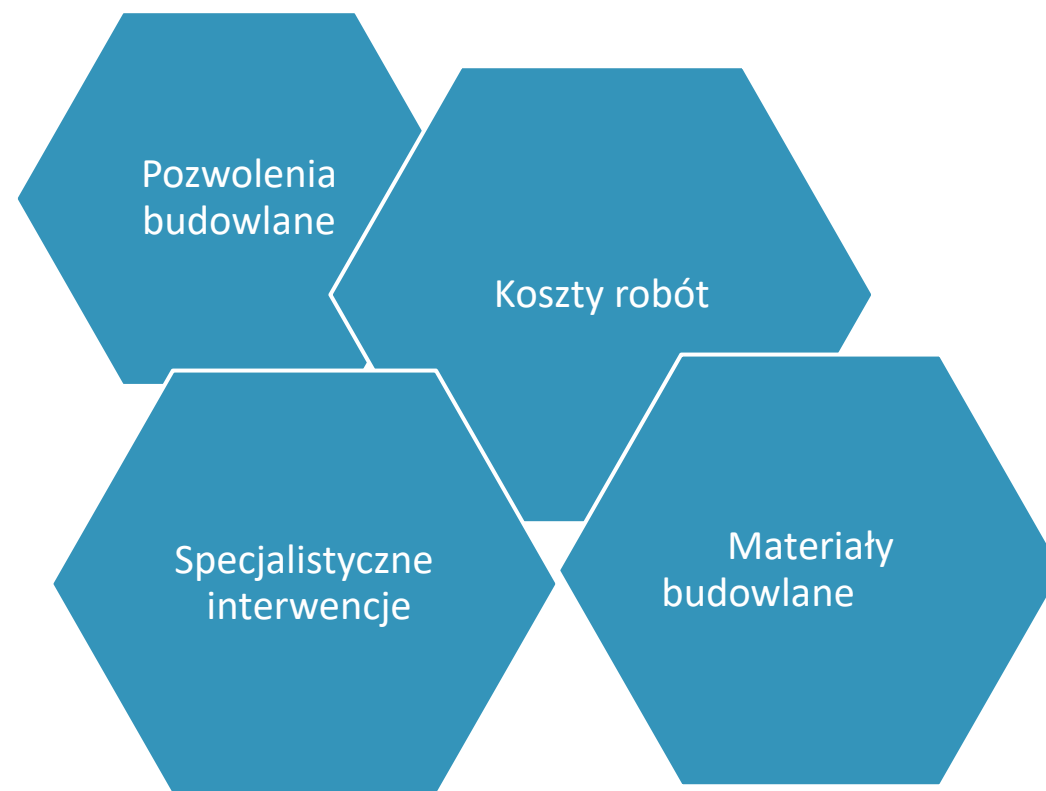 Pozwolenia
budowlane
Koszty robót
Specjalistyczne
interwencje
Materiały
budowlane